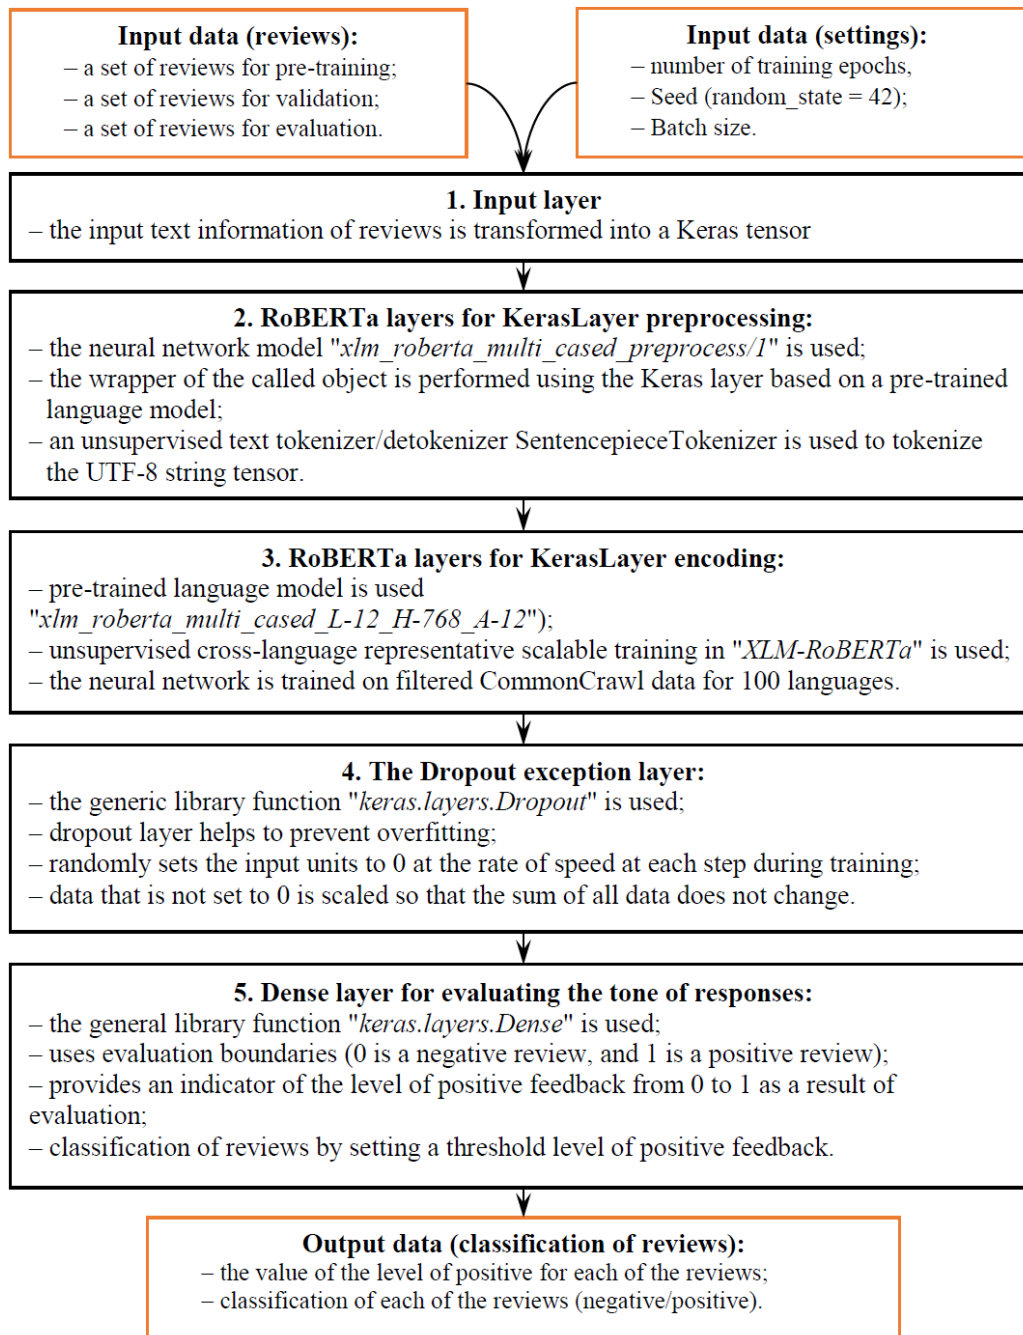 Input data (reviews):
– a set of reviews for pre-training;
– a set of reviews for validation;
– a set of reviews for evaluation.
Input data (settings):
– number of training epochs,
– Seed (random_state = 42);
– Batch size.
1. Input layer
– the input text information of reviews is transformed into a Keras tensor
2. RoBERTa layers for KerasLayer preprocessing:
– the neural network model "xlm_roberta_multi_cased_preprocess/1" is used;
– the wrapper of the called object is performed using the Keras layer based on a pre-trained
language model;
– an unsupervised text tokenizer/detokenizer SentencepieceTokenizer is used to tokenize
the UTF-8 string tensor.
3. RoBERTa layers for KerasLayer encoding:
– pre-trained language model is used
"xlm_roberta_multi_cased_L-12_H-768_A-12");
– unsupervised cross-language representative scalable training in "XLM-RoBERTa" is used;
– the neural network is trained on filtered CommonCrawl data for 100 languages.
4. The Dropout exception layer:
– the generic library function "keras.layers.Dropout" is used;
– dropout layer helps to prevent overfitting;
– randomly sets the input units to 0 at the rate of speed at each step during training;
– data that is not set to 0 is scaled so that the sum of all data does not change.
5. Dense layer for evaluating the tone of responses:
– the general library function "keras.layers.Dense" is used;
– uses evaluation boundaries (0 is a negative review, and 1 is a positive review);
– provides an indicator of the level of positive feedback from 0 to 1 as a result of
evaluation;
– classification of reviews by setting a threshold level of positive feedback.
Output data (classification of reviews):
– the value of the level of positive for each of the reviews;
– classification of each of the reviews (negative/positive).